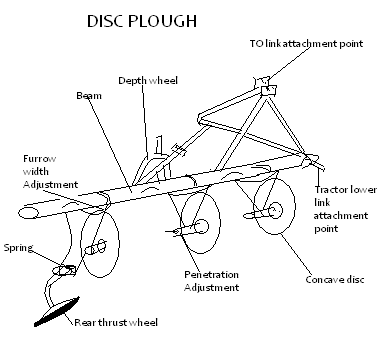 DISC PLOUGH
TO link attachment point
Depth wheel
Beam
Furrow
width
Adjustment
Tractor lower
link
attachment
point
Spring
Penetration
Adjustment
Concave disc
Rear thrust wheel